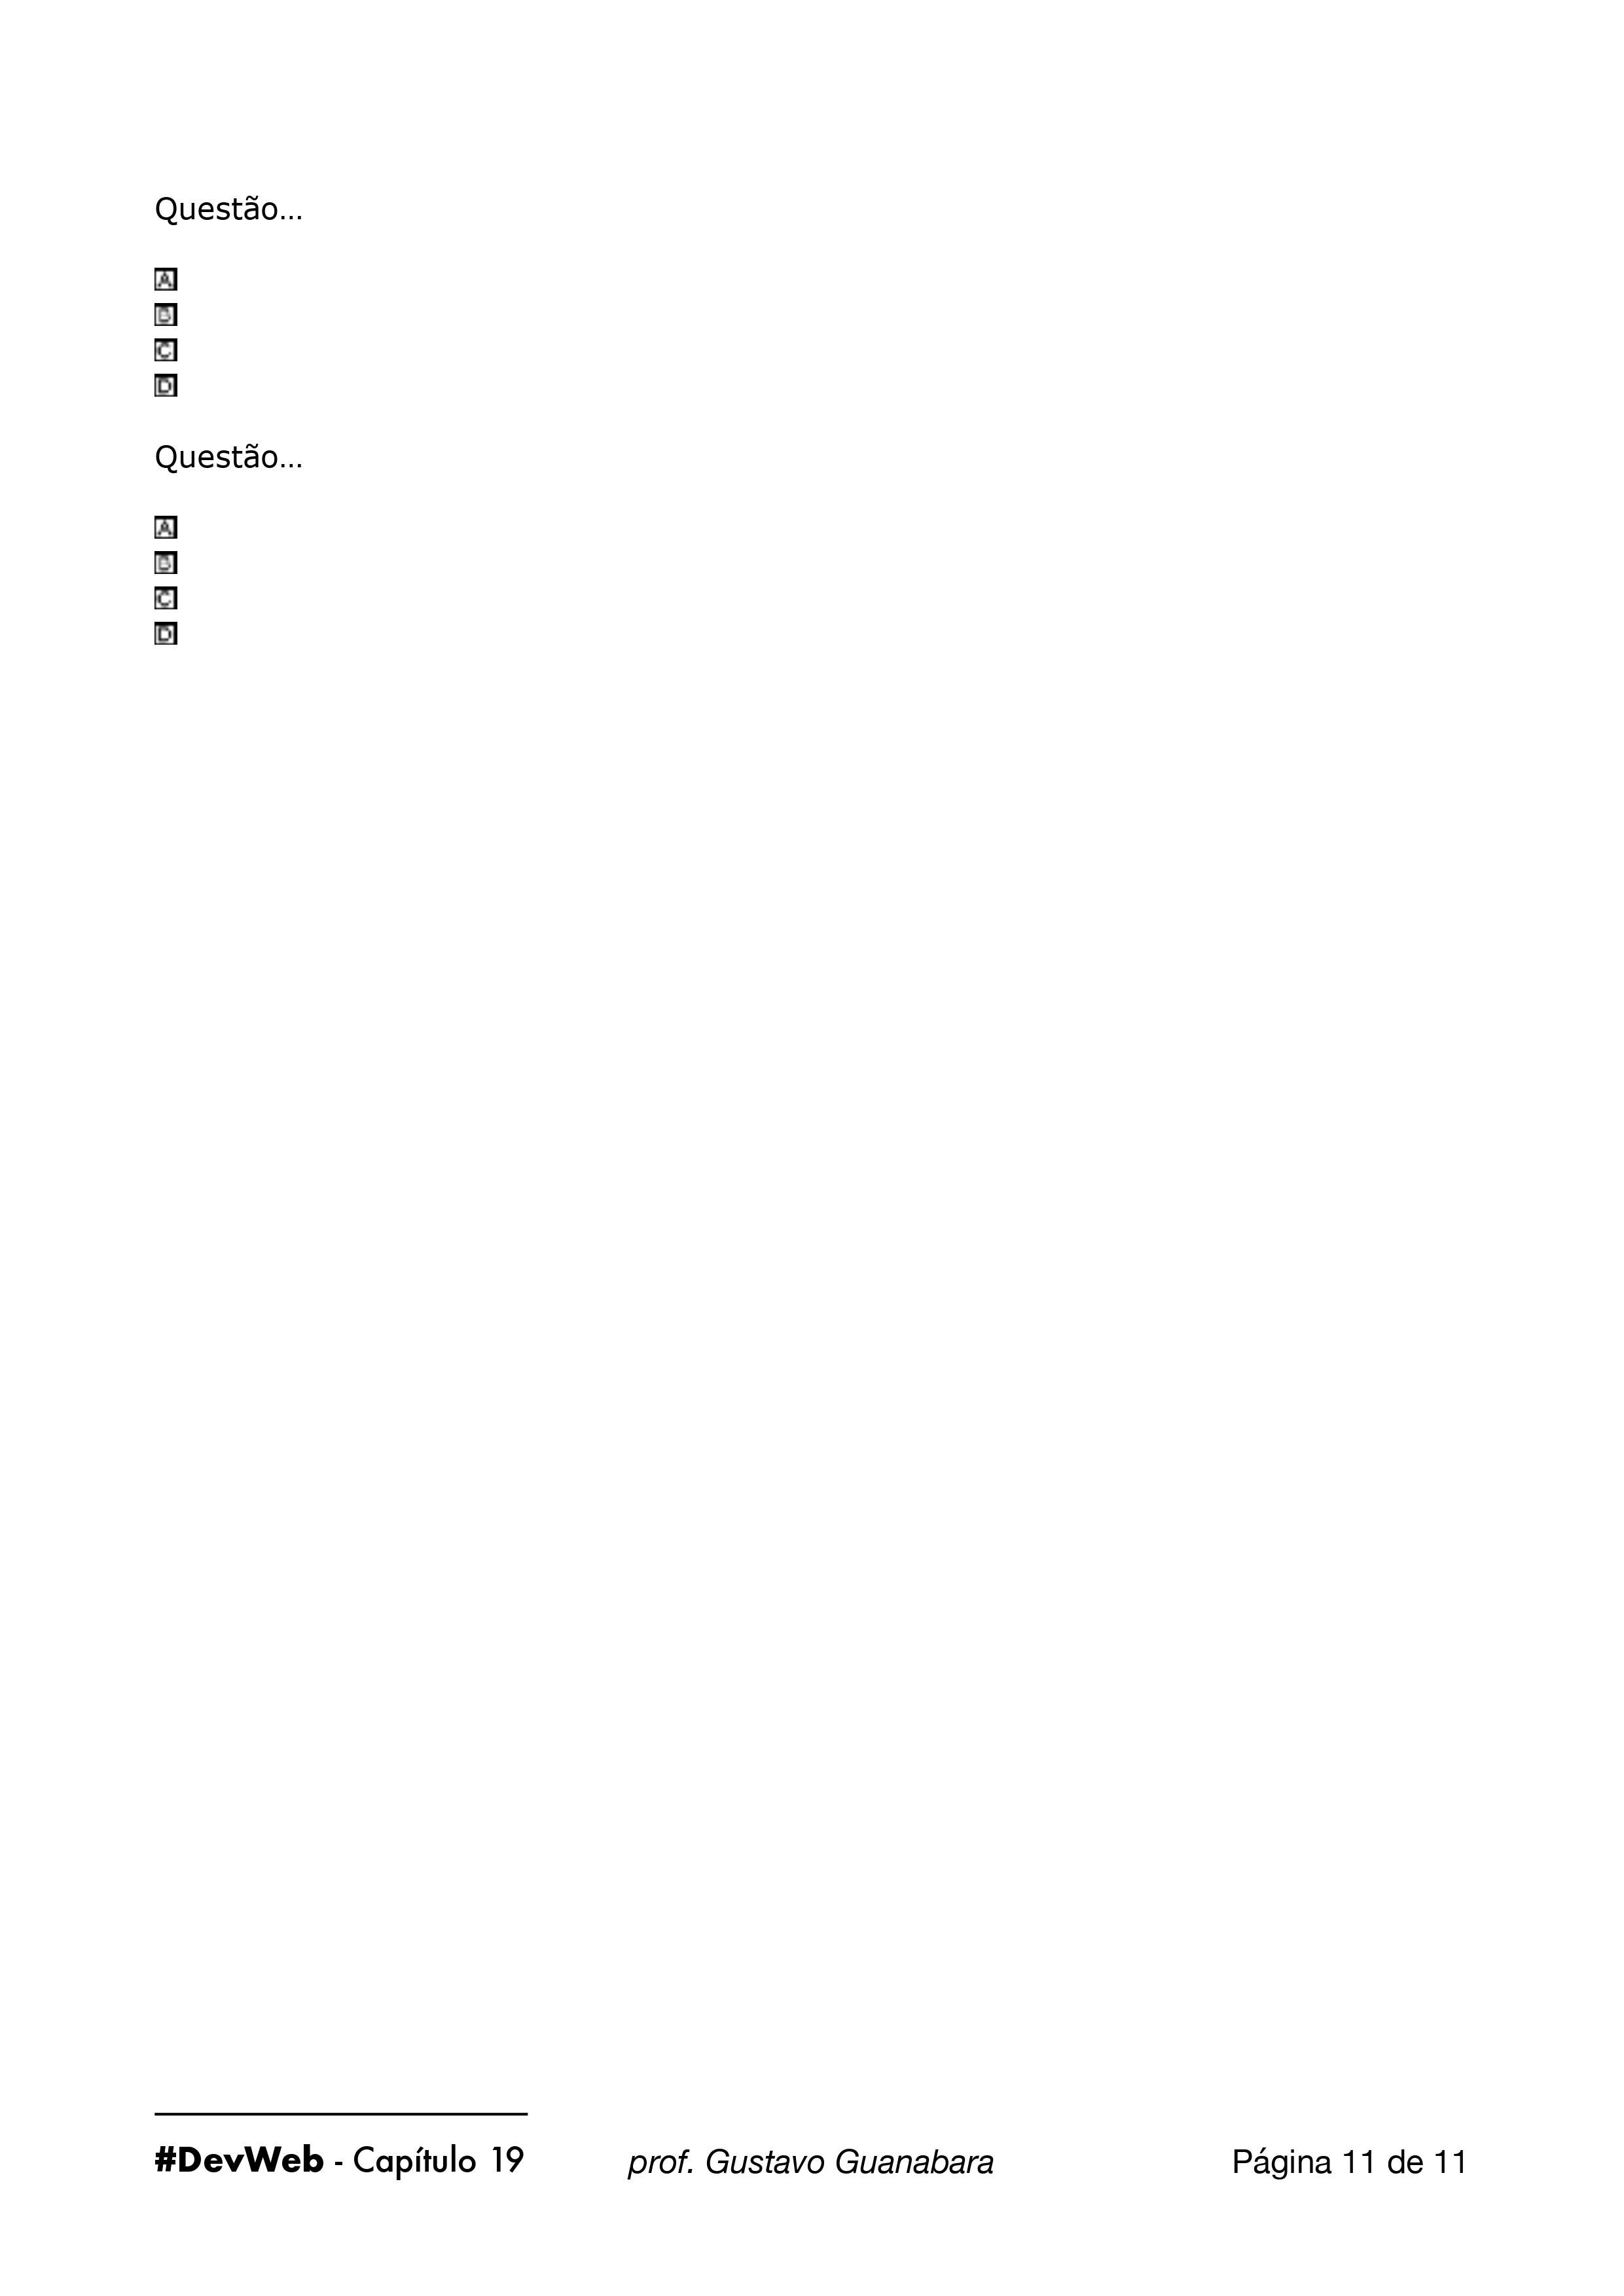 Questão...
A
B
C
D
Questão...
A
B
C
D
#DevWeb - Capítulo 19 prof. Gustavo Guanabara Página 11 de 11